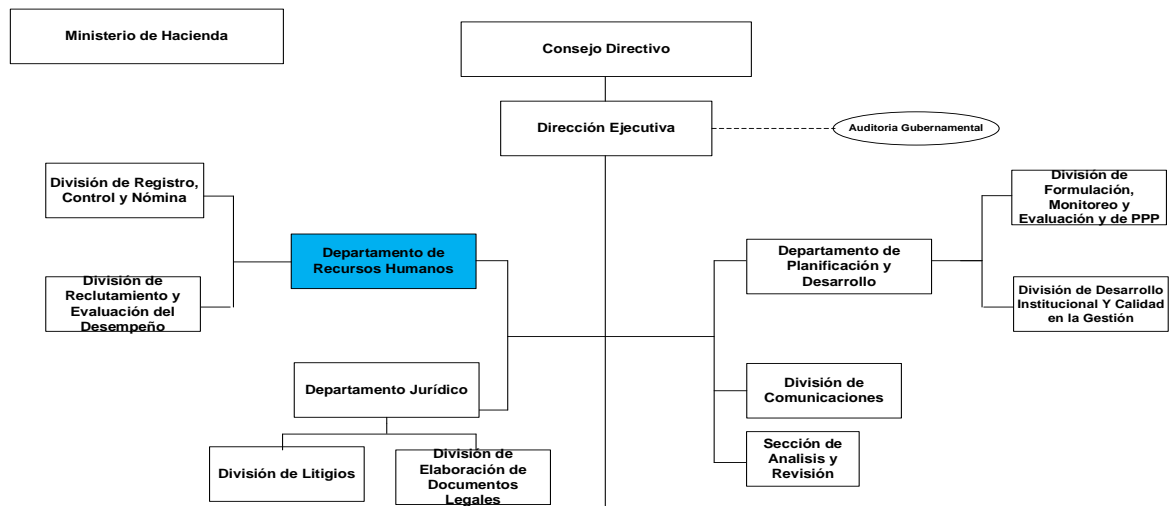 Ministerio de Hacienda
Consejo Directivo
Dirección Ejecutiva
Auditoria Gubernamental
División de Registro,
Control y Nómina
División de
Formulación,
Monitoreo y
Evaluación y de PPP
Departamento de
Recursos Humanos
Departamento de
Planificación y
Desarrollo
División de
Reclutamiento y
Evaluación del
Desempeño
División de Desarrollo
Institucional Y Calidad
en la Gestión
Departamento Jurídico
División de
Comunicaciones
División de Litigios
División de
Elaboración de
Documentos
Legales
Sección de
Analisis y
Revisión